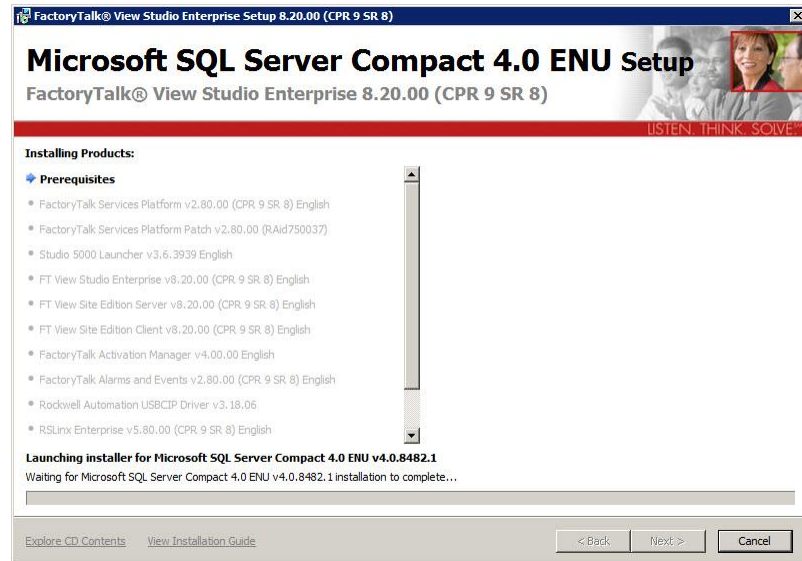 FactoryTalk® View Studio Enterprise Setup 8.20.00 (CPR 9 SR 8)
Microsoft SQL Server Compact 4.0 ENU Setup
FactoryTalk® View Studio Enterprise 8.20.00 (CPR 9 SR 8)
LISTEN. THINK. SOLVE.
Installing Products:
Prerequisites
FactoryTalk Services Platform v2.80.00 (CPR 9 SR 8) English
FactoryTalk Services Platform Patch v2.80.00 (RAid750037)
Studio 5000 Launcher v3.6.3939 English
FT View Studio Enterprise v8.20.00 (CPR 9 SR 8) English
FT View Site Edition Server v8.20.00 (CPR 9 SR 8) English
FT View Site Edition Client v8.20.00 (CPR 9 SR 8) English
FactoryTalk Activation Manager v4.00.00 English
FactoryTalk Alarms and Events v2.80.00 (CPR 9 SR 8) English
Rockwell Automation USBCIP Driver v3.18.06
RSLinx Enterprise v5.80.00 (CPR 9 SR 8) English
Launching installer for Microsoft SQL Server Compact 4.0 ENU v4.0.8482.1
Waiting for Microsoft SQL Server Compact 4.0 ENU v4.0.8482.1 installation to complete...
Explore CD Contents View Installation Guide < Back Next > Cancel